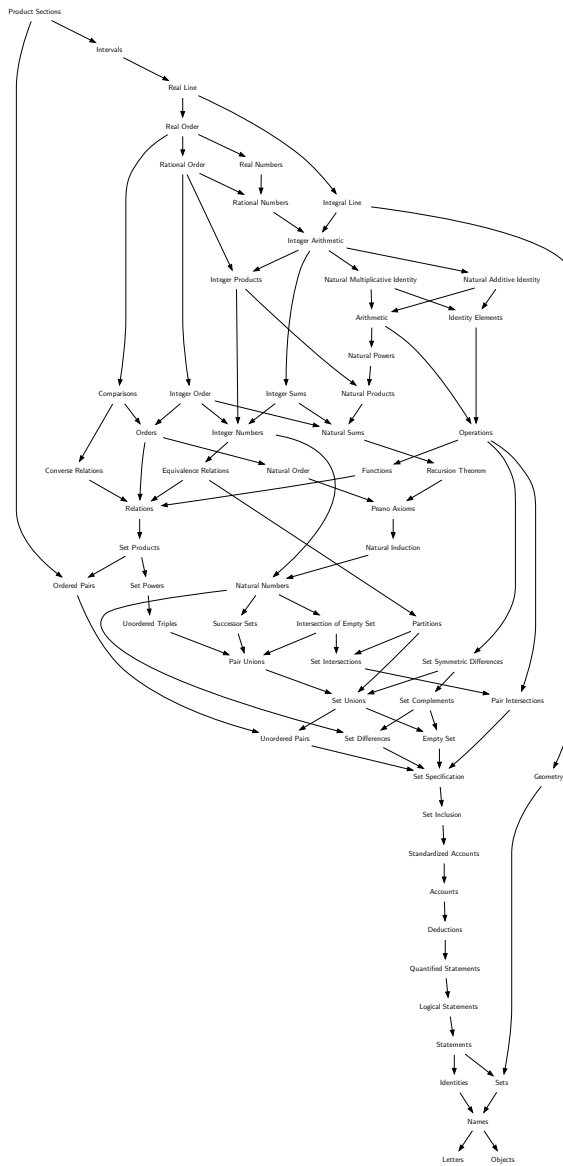 Product Sections
Intervals
Real Line
Real Order
Rational Order
Real Numbers
Rational Numbers
Integral Line
Integer Arithmetic
Integer Products
Natural Multiplicative Identity
Natural Additive Identity
Arithmetic
Identity Elements
Natural Powers
Comparisons
Integer Order
Integer Sums
Natural Products
Orders
Integer Numbers
Natural Sums
Operations
Converse Relations
Equivalence Relations
Natural Order
Functions
Recursion Theorem
Relations
Peano Axioms
Set Products
Natural Induction
Ordered Pairs
Set Powers
Natural Numbers
Unordered Triples
Successor Sets
Intersection of Empty Set
Partitions
Pair Unions
Set Intersections
Set Symmetric Differences
Set Unions
Set Complements
Pair Intersections
Unordered Pairs
Set Differences
Empty Set
Set Specification
Geometry
Set Inclusion
Standardized Accounts
Accounts
Deductions
Quantified Statements
Logical Statements
Statements
Identities
Sets
Names
Letters
Objects